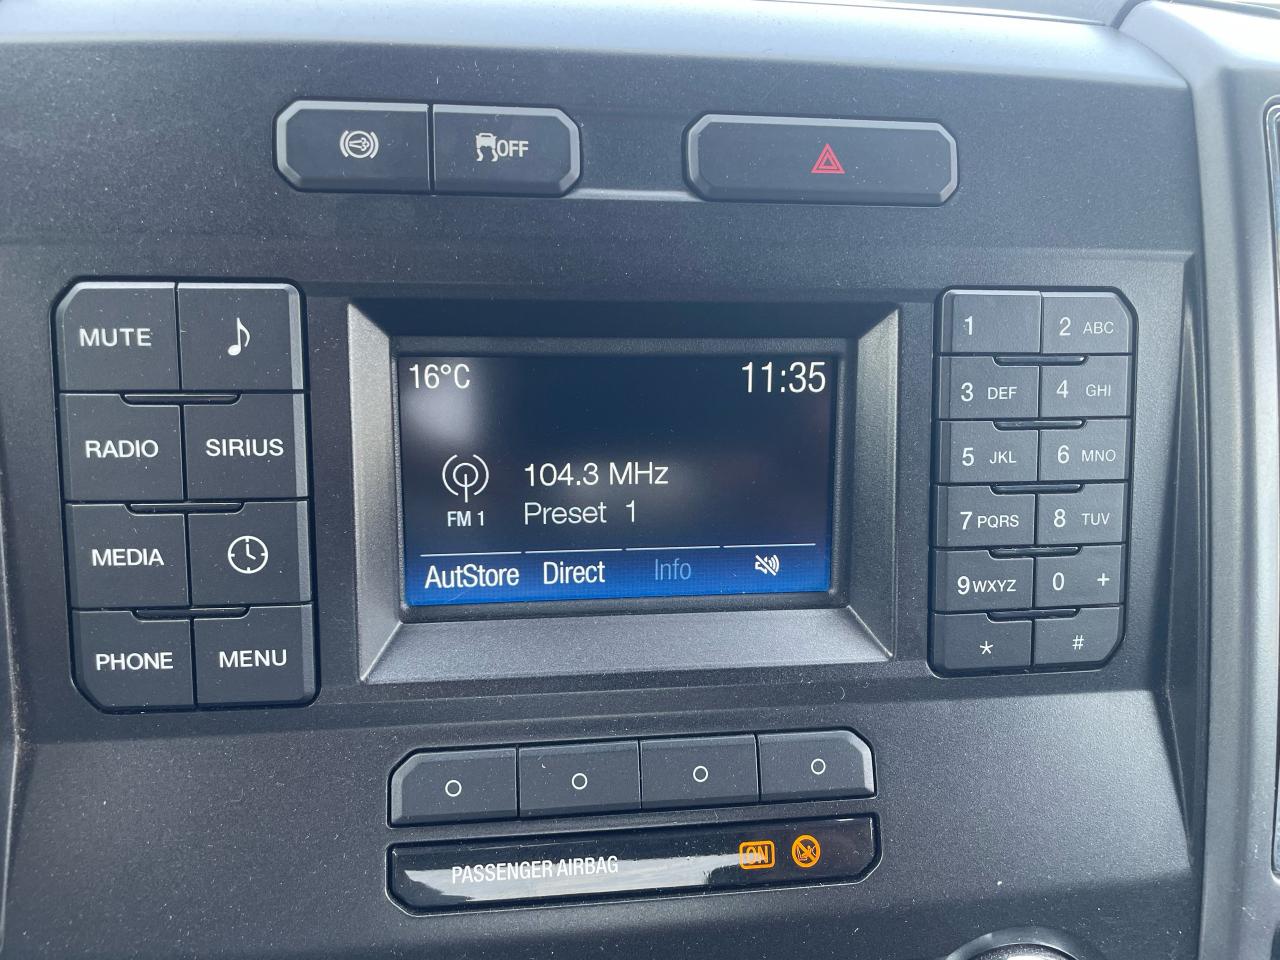 OFF
MUTE
RADIO SIRIUS
MEDIA
PHONE MENU
16°C 11:35
104.3 MHz
FM 1 Preset 1
AutStore Direct Info
1 2 ABC
3 DEF 4 GHI
5 JKL 6 MNO
7 PQRS 8 TUV
9 WXYZ 0 +
* #
PASSENGER AIRBAG ON